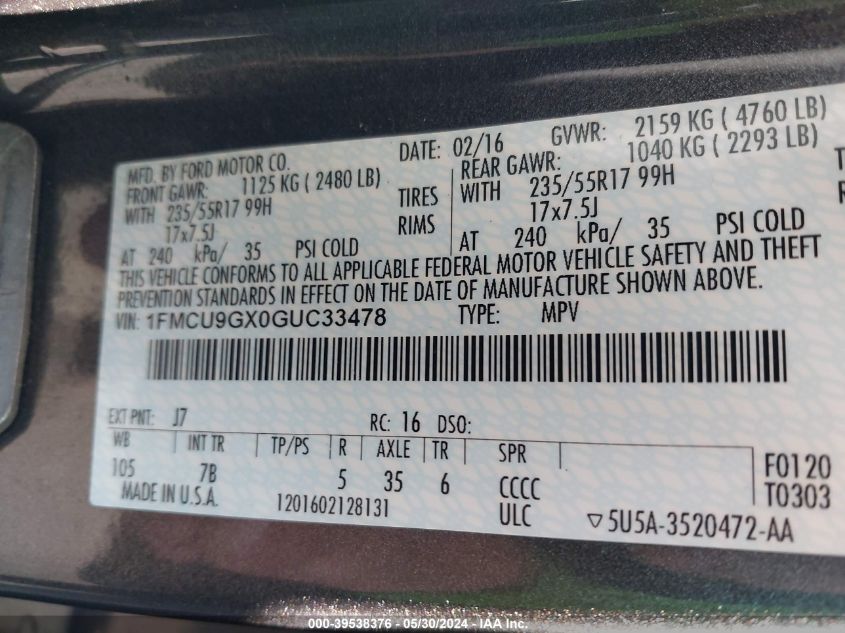 MFD. BY FORD MOTOR CO. DATE: 02/16 GVWR: 2159 KG ( 4760 LB)
FRONT GAWR: 1125 KG ( 2480 LB) REAR GAWR: 1040 KG ( 2293 LB)
WITH 235/55R17 99H TIRES WITH 235/55R17 99H
17x7.5J RIMS 17x7.5J
AT 240 kPa/ 35 PSI COLD AT 240 kPa/ 35 PSI COLD
THIS VEHICLE CONFORMS TO ALL APPLICABLE FEDERAL MOTOR VEHICLE SAFETY AND THEFT
PREVENTION STANDARDS IN EFFECT ON THE DATE OF MANUFACTURE SHOWN ABOVE.
VIN: 1FMCU9GX0GUC33478 TYPE: MPV
EXT PNT: J7 RC: 16 DSO:
WB INT TR TP/PS R AXLE TR SPR
105 7B 5 35 6 CCCC F0120
MADE IN U.S.A. 1201602128131 ULC T0303
▽5U5A-3520472-AA
000-39538376 - 05/30/2024 - IAA Inc.